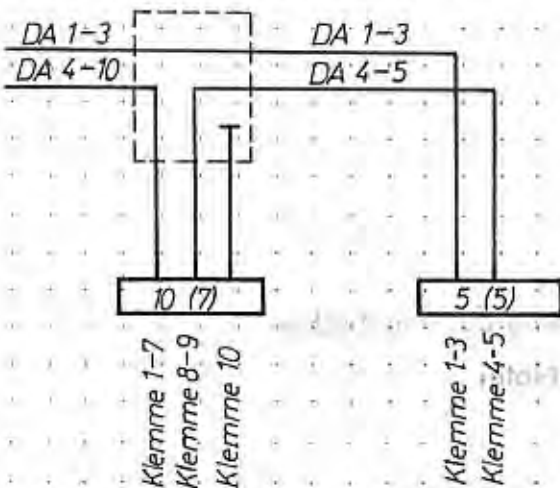 DA 1-3
DA 1-3
DA 4-10
DA 4-5
10 (7)
5 (5)
Klemme 1-7
Klemme 8-9
Klemme 10
Klemme 1-3
Klemme 4-5